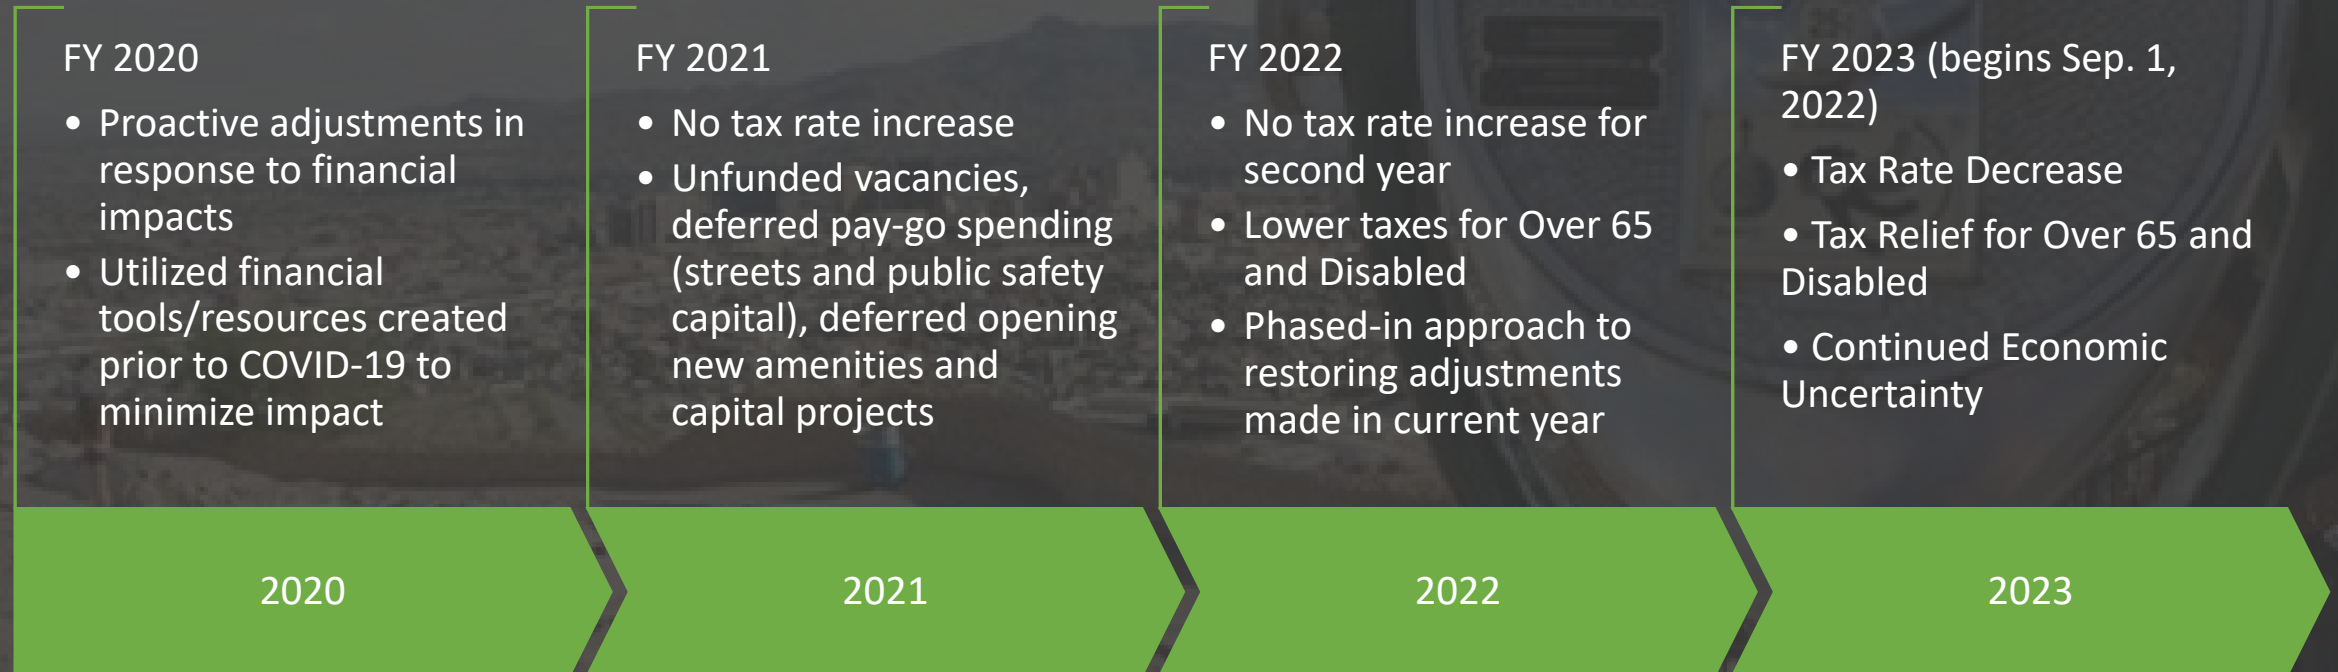 FY 2020
• Proactive adjustments in
response to financial
impacts
• Utilized financial
tools/resources created
prior to COVID-19 to
minimize impact
FY 2021
• No tax rate increase
• Unfunded vacancies,
deferred pay-go spending
(streets and public safety
capital), deferred opening
new amenities and
capital projects
FY 2022
• No tax rate increase for
second year
• Lower taxes for Over 65
and Disabled
• Phased-in approach to
restoring adjustments
made in current year
FY 2023 (begins Sep. 1,
2022)
• Tax Rate Decrease
• Tax Relief for Over 65 and
Disabled
• Continued Economic
Uncertainty
2020
2021
2022
2023